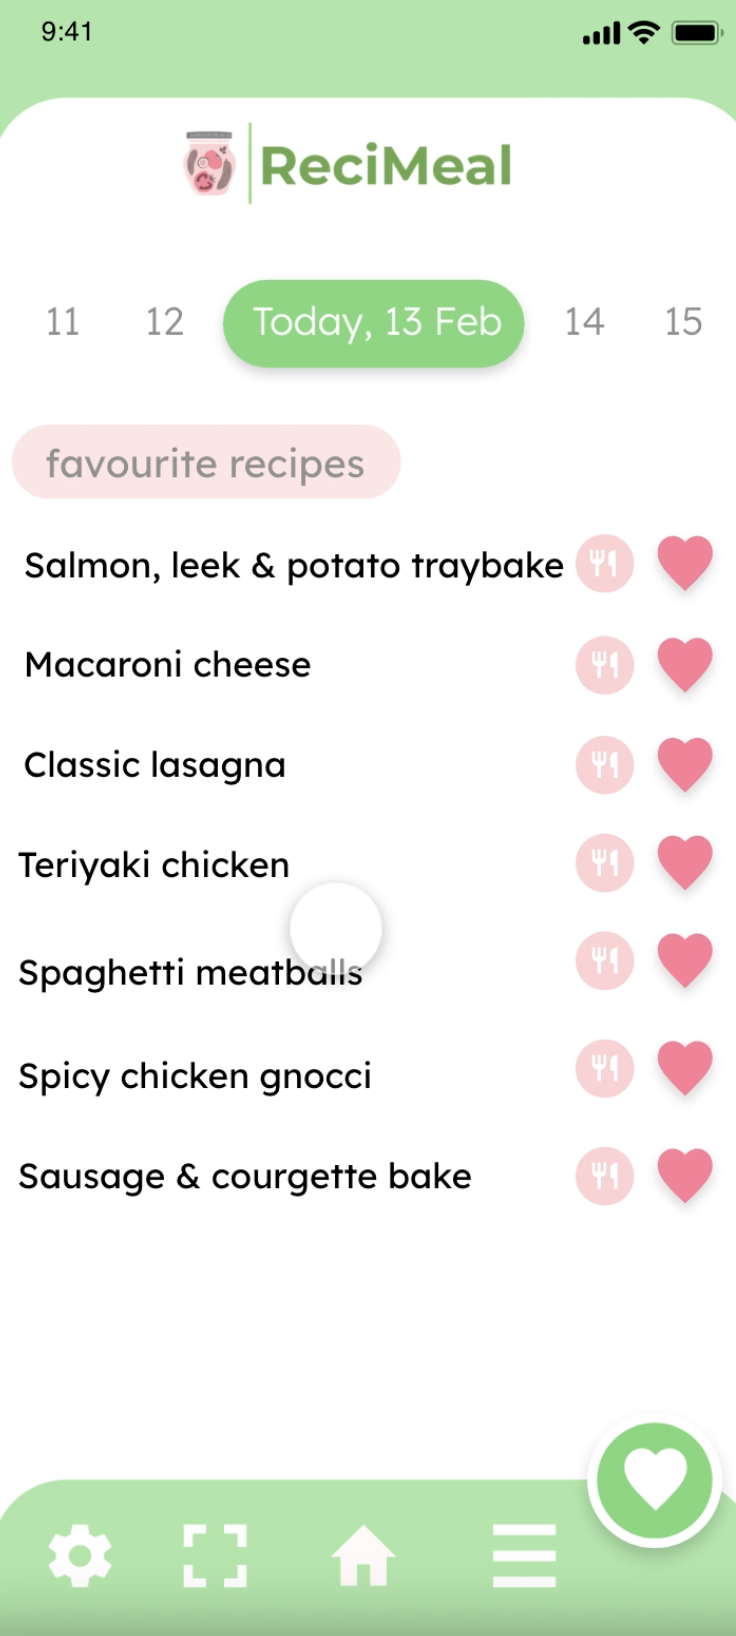 9:41
ReciMeal
11 12 Today, 13 Feb 14 15
favourite recipes
Salmon, leek & potato traybake
Macaroni cheese
Classic lasagna
Teriyaki chicken
Spaghetti meatballs
Spicy chicken gnocci
Sausage & courgette bake